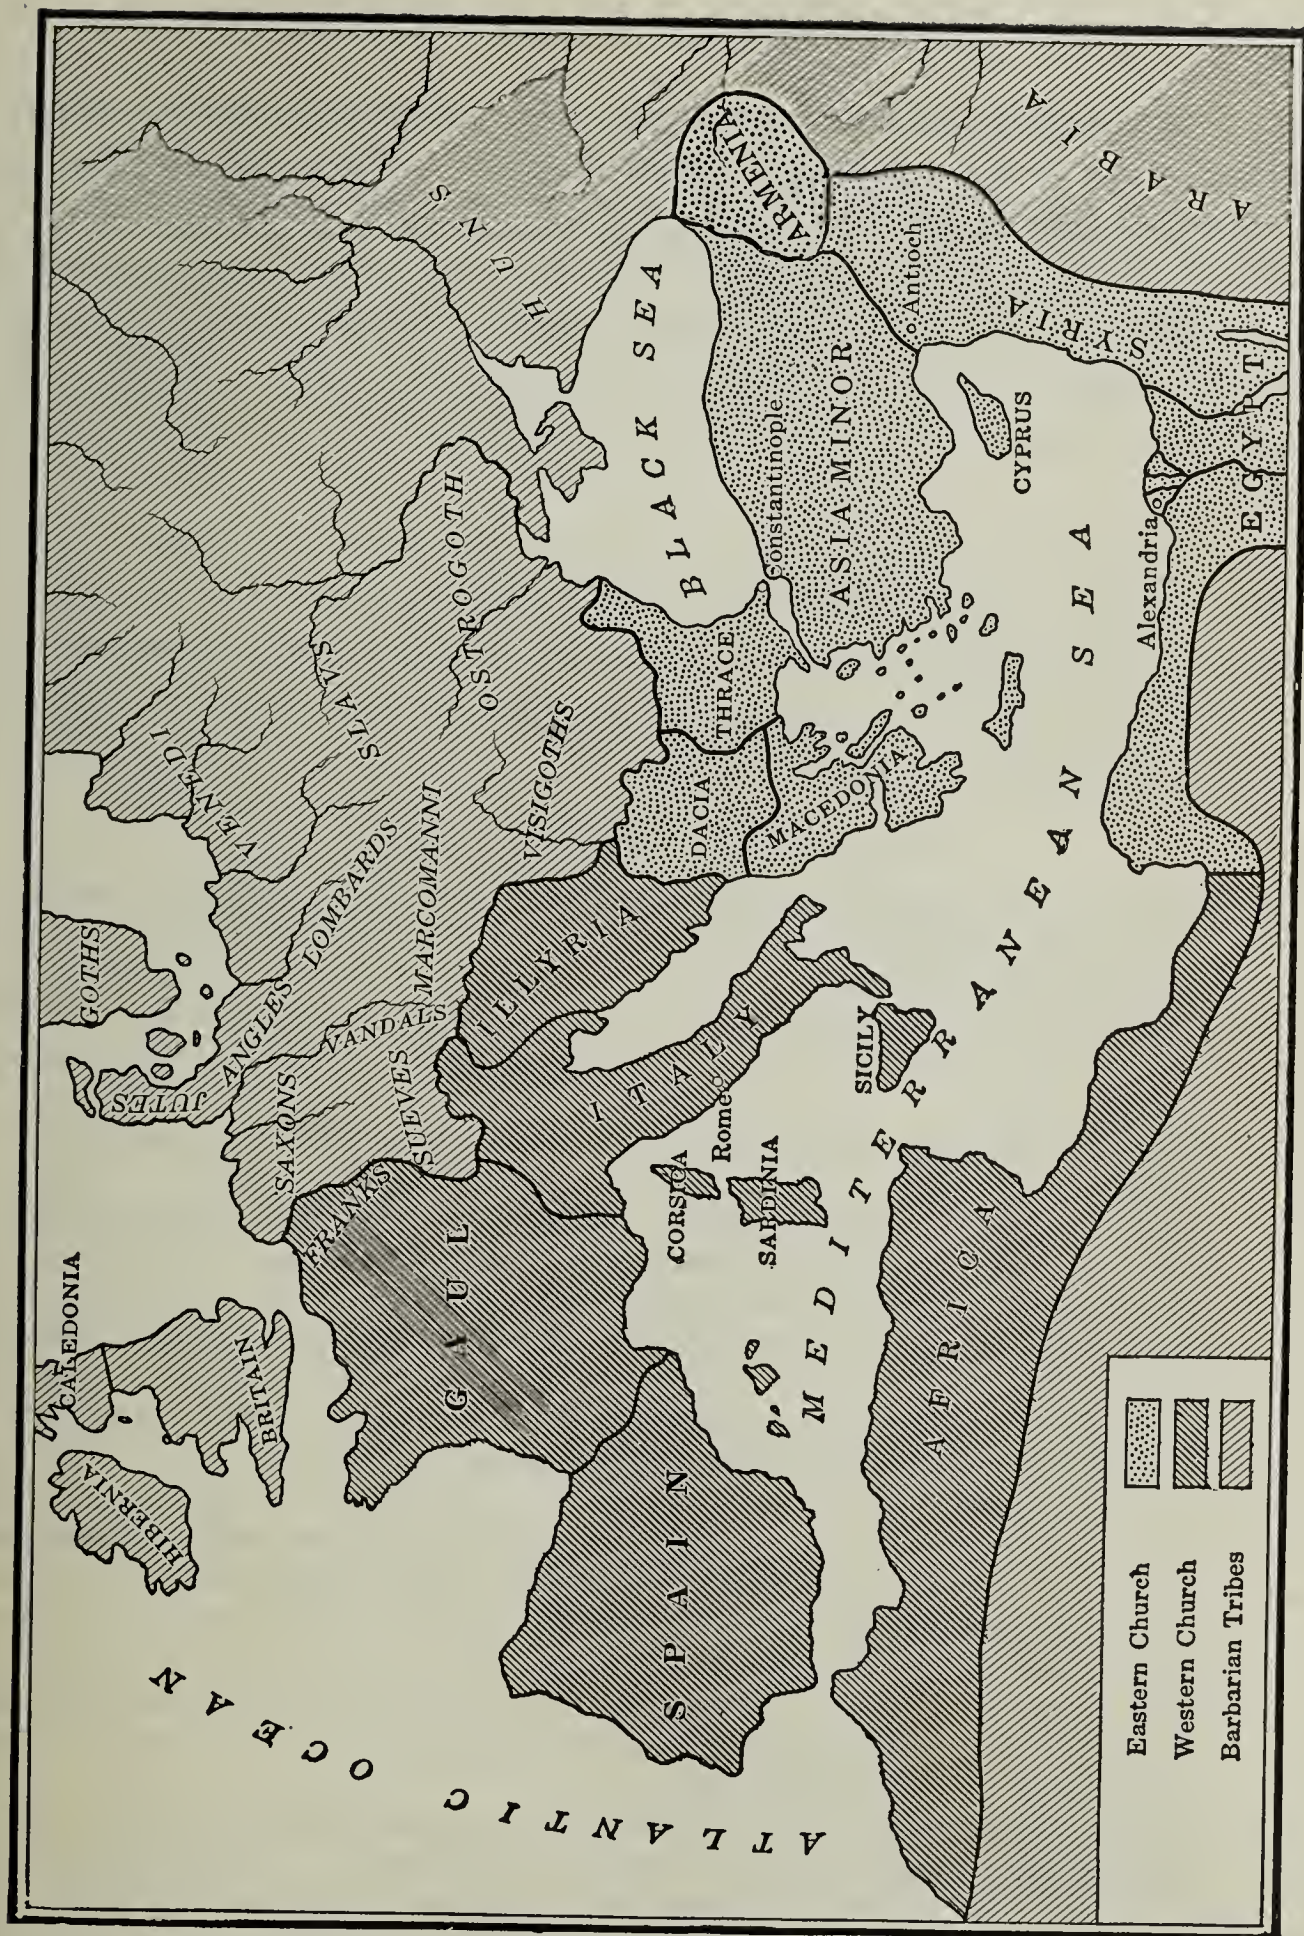 CALEDONIA
HIBERNIA
BRITAIN
ATLANTIC OCEAN
GOTHS
JUTES
ANGLES
SAXONS
VANDALS
SUEVES
FRANKS
LOMBARDS
MARCOMANNI
VENEDI
SLAVS
OSTROGOTH
VISIGOTHS
HUNS
GAUL
SPAIN
ITALY
Rome
ILLYRIA
CORSICA
SARDINIA
SICILY
DACIA
THRACE
MACEDONIA
BLACK SEA
Constantinople
ASIA MINOR
ARMENIA
Antioch
SYRIA
ARABIA
CYPRUS
MEDITERRANEAN SEA
Alexandria
EGYPT
AFRICA
Eastern Church
Western Church
Barbarian Tribes